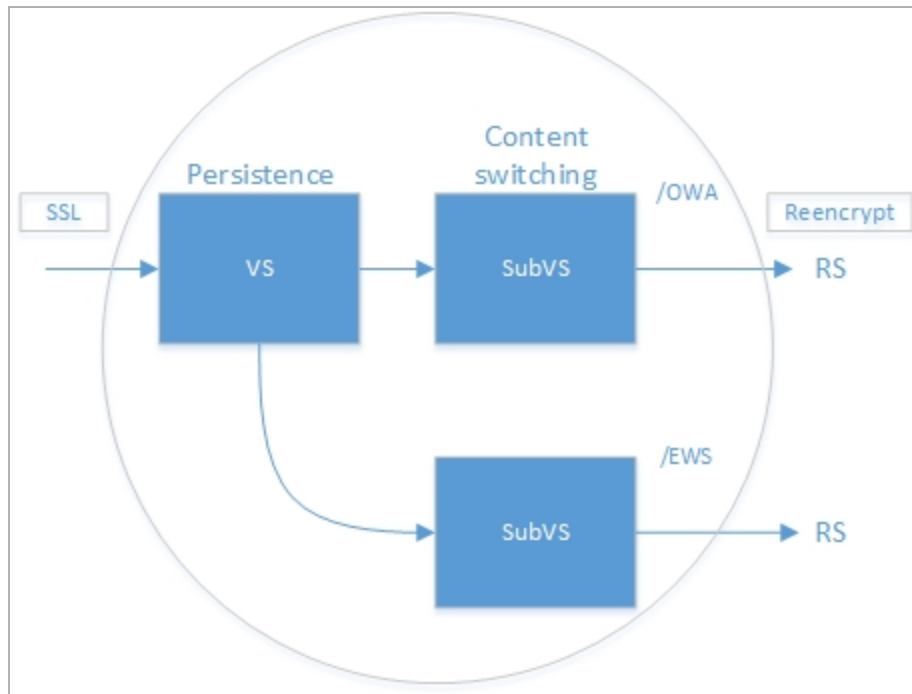 Content
switching
Persistence
/OWA
SSL
Reencrypt
VS
SubVS
RS
/EWS
SubVS
RS